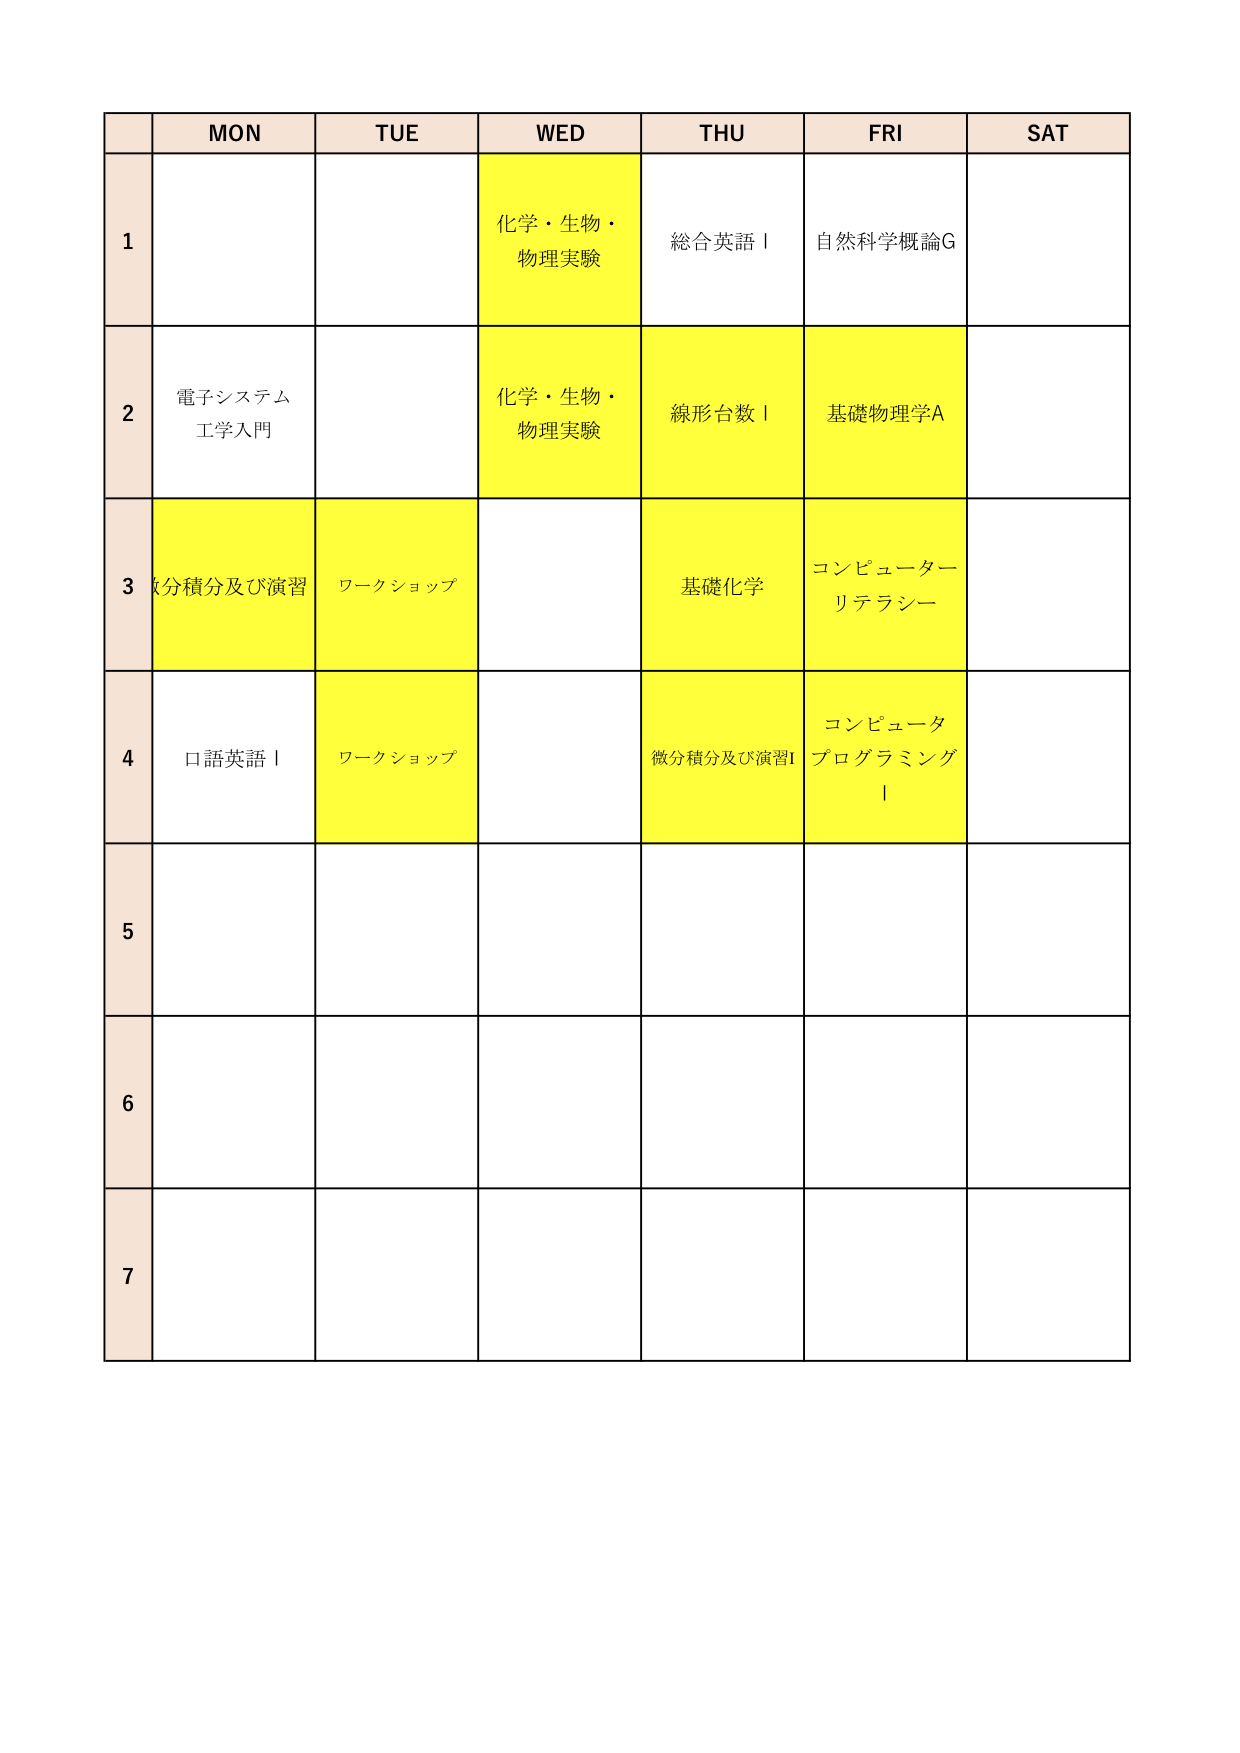 MON TUE WED THU FRI SAT
1
化学・生物・
物理実験
総合英語Ⅰ
自然科学概論G
2
電子システム
工学入門
化学・生物・
物理実験
線形台数Ⅰ
基礎物理学A
3
分積分及び演習
ワークショップ
基礎化学
コンピューター
リテラシー
4
口語英語Ⅰ
ワークショップ
微分積分及び演習I
コンピュータ
プログラミング
Ⅰ
5
6
7